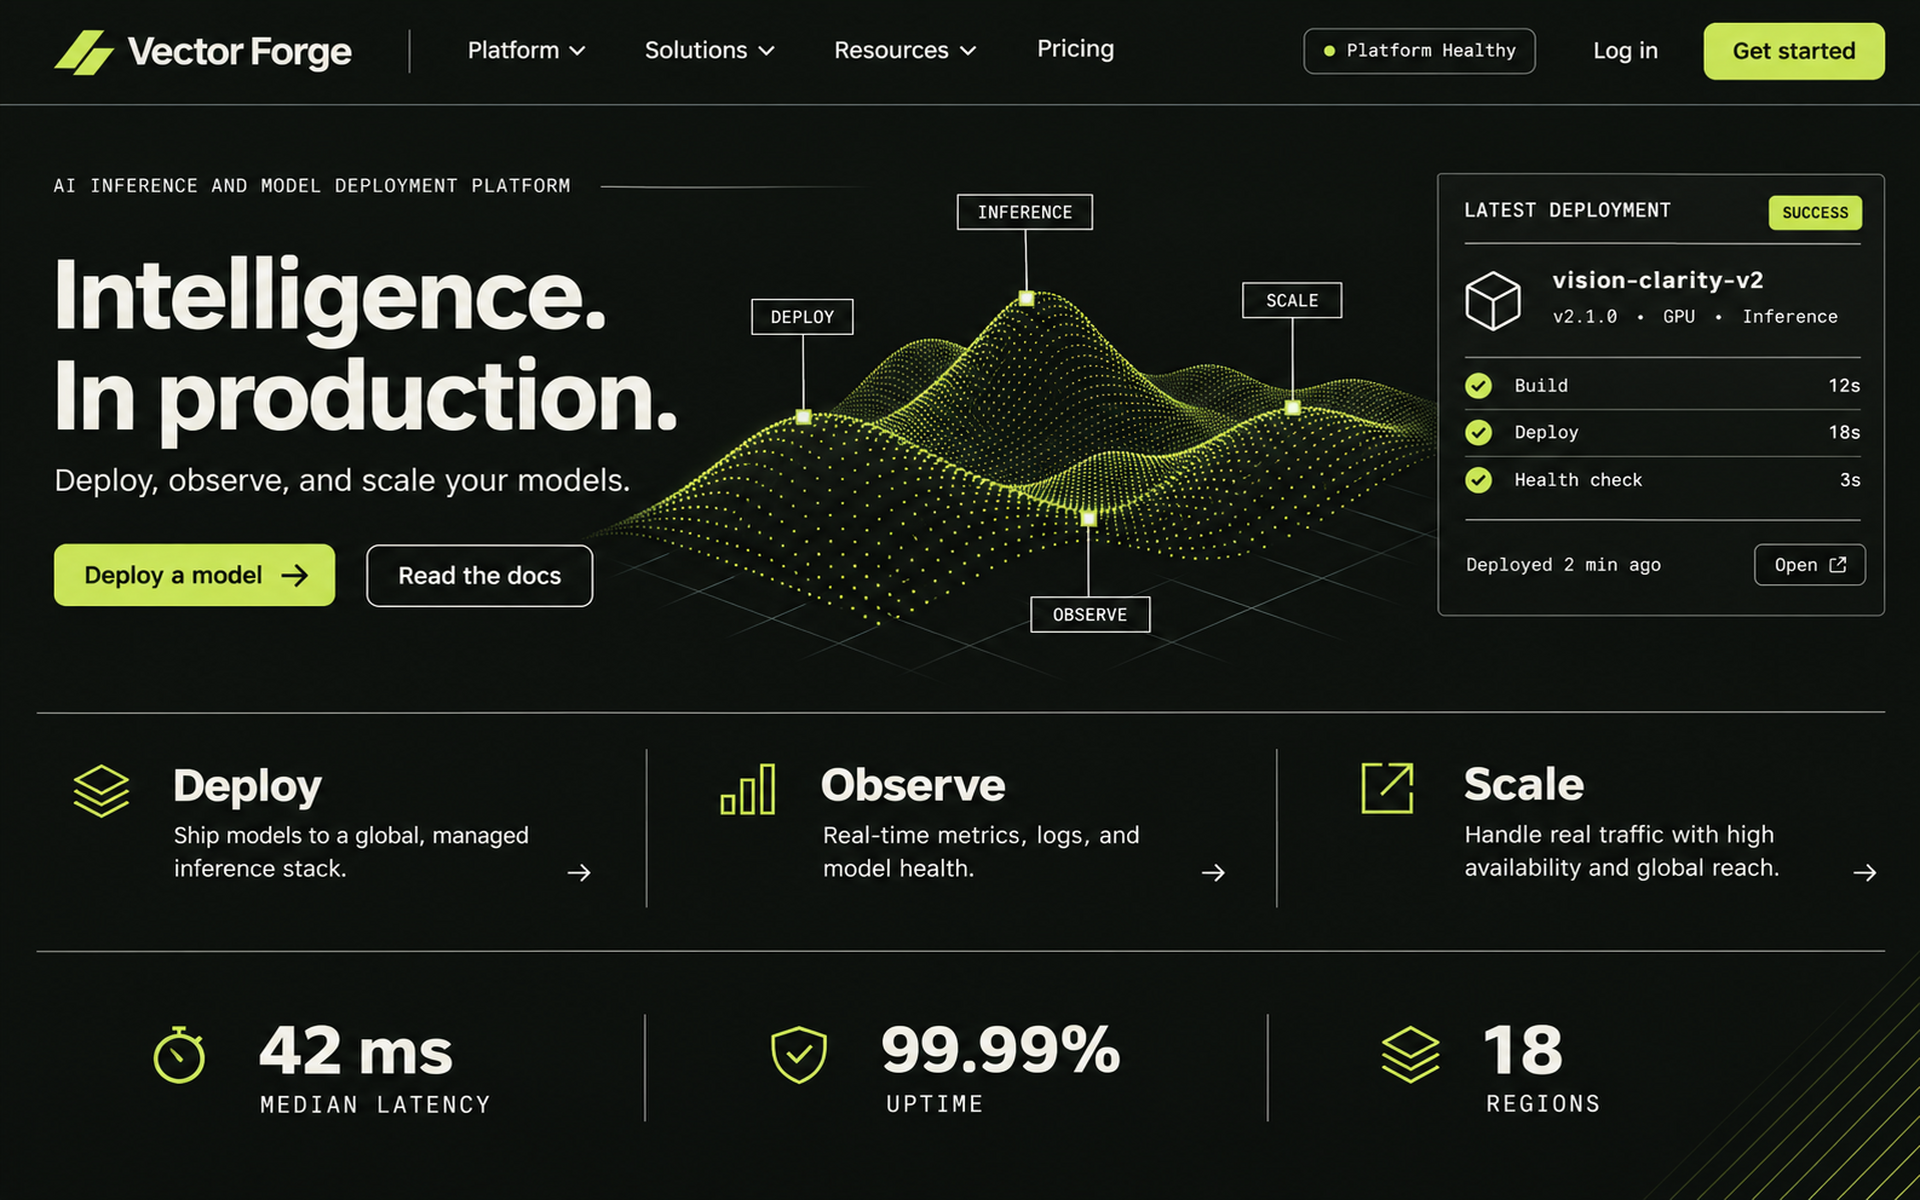 Vector Forge
Platform
Solutions
Resources
Pricing
Platform Healthy
Log in
Get started
AI INFERENCE AND MODEL DEPLOYMENT PLATFORM
Intelligence.
In production.
Deploy, observe, and scale your models.
Deploy a model
Read the docs
INFERENCE
DEPLOY
SCALE
OBSERVE
LATEST DEPLOYMENT
SUCCESS
vision-clarity-v2
v2.1.0 • GPU • Inference
Build 12s
Deploy 18s
Health check 3s
Deployed 2 min ago
Open
Deploy
Ship models to a global, managed
inference stack.
Observe
Real-time metrics, logs, and
model health.
Scale
Handle real traffic with high
availability and global reach.
42 ms
MEDIAN LATENCY
99.99%
UPTIME
18
REGIONS